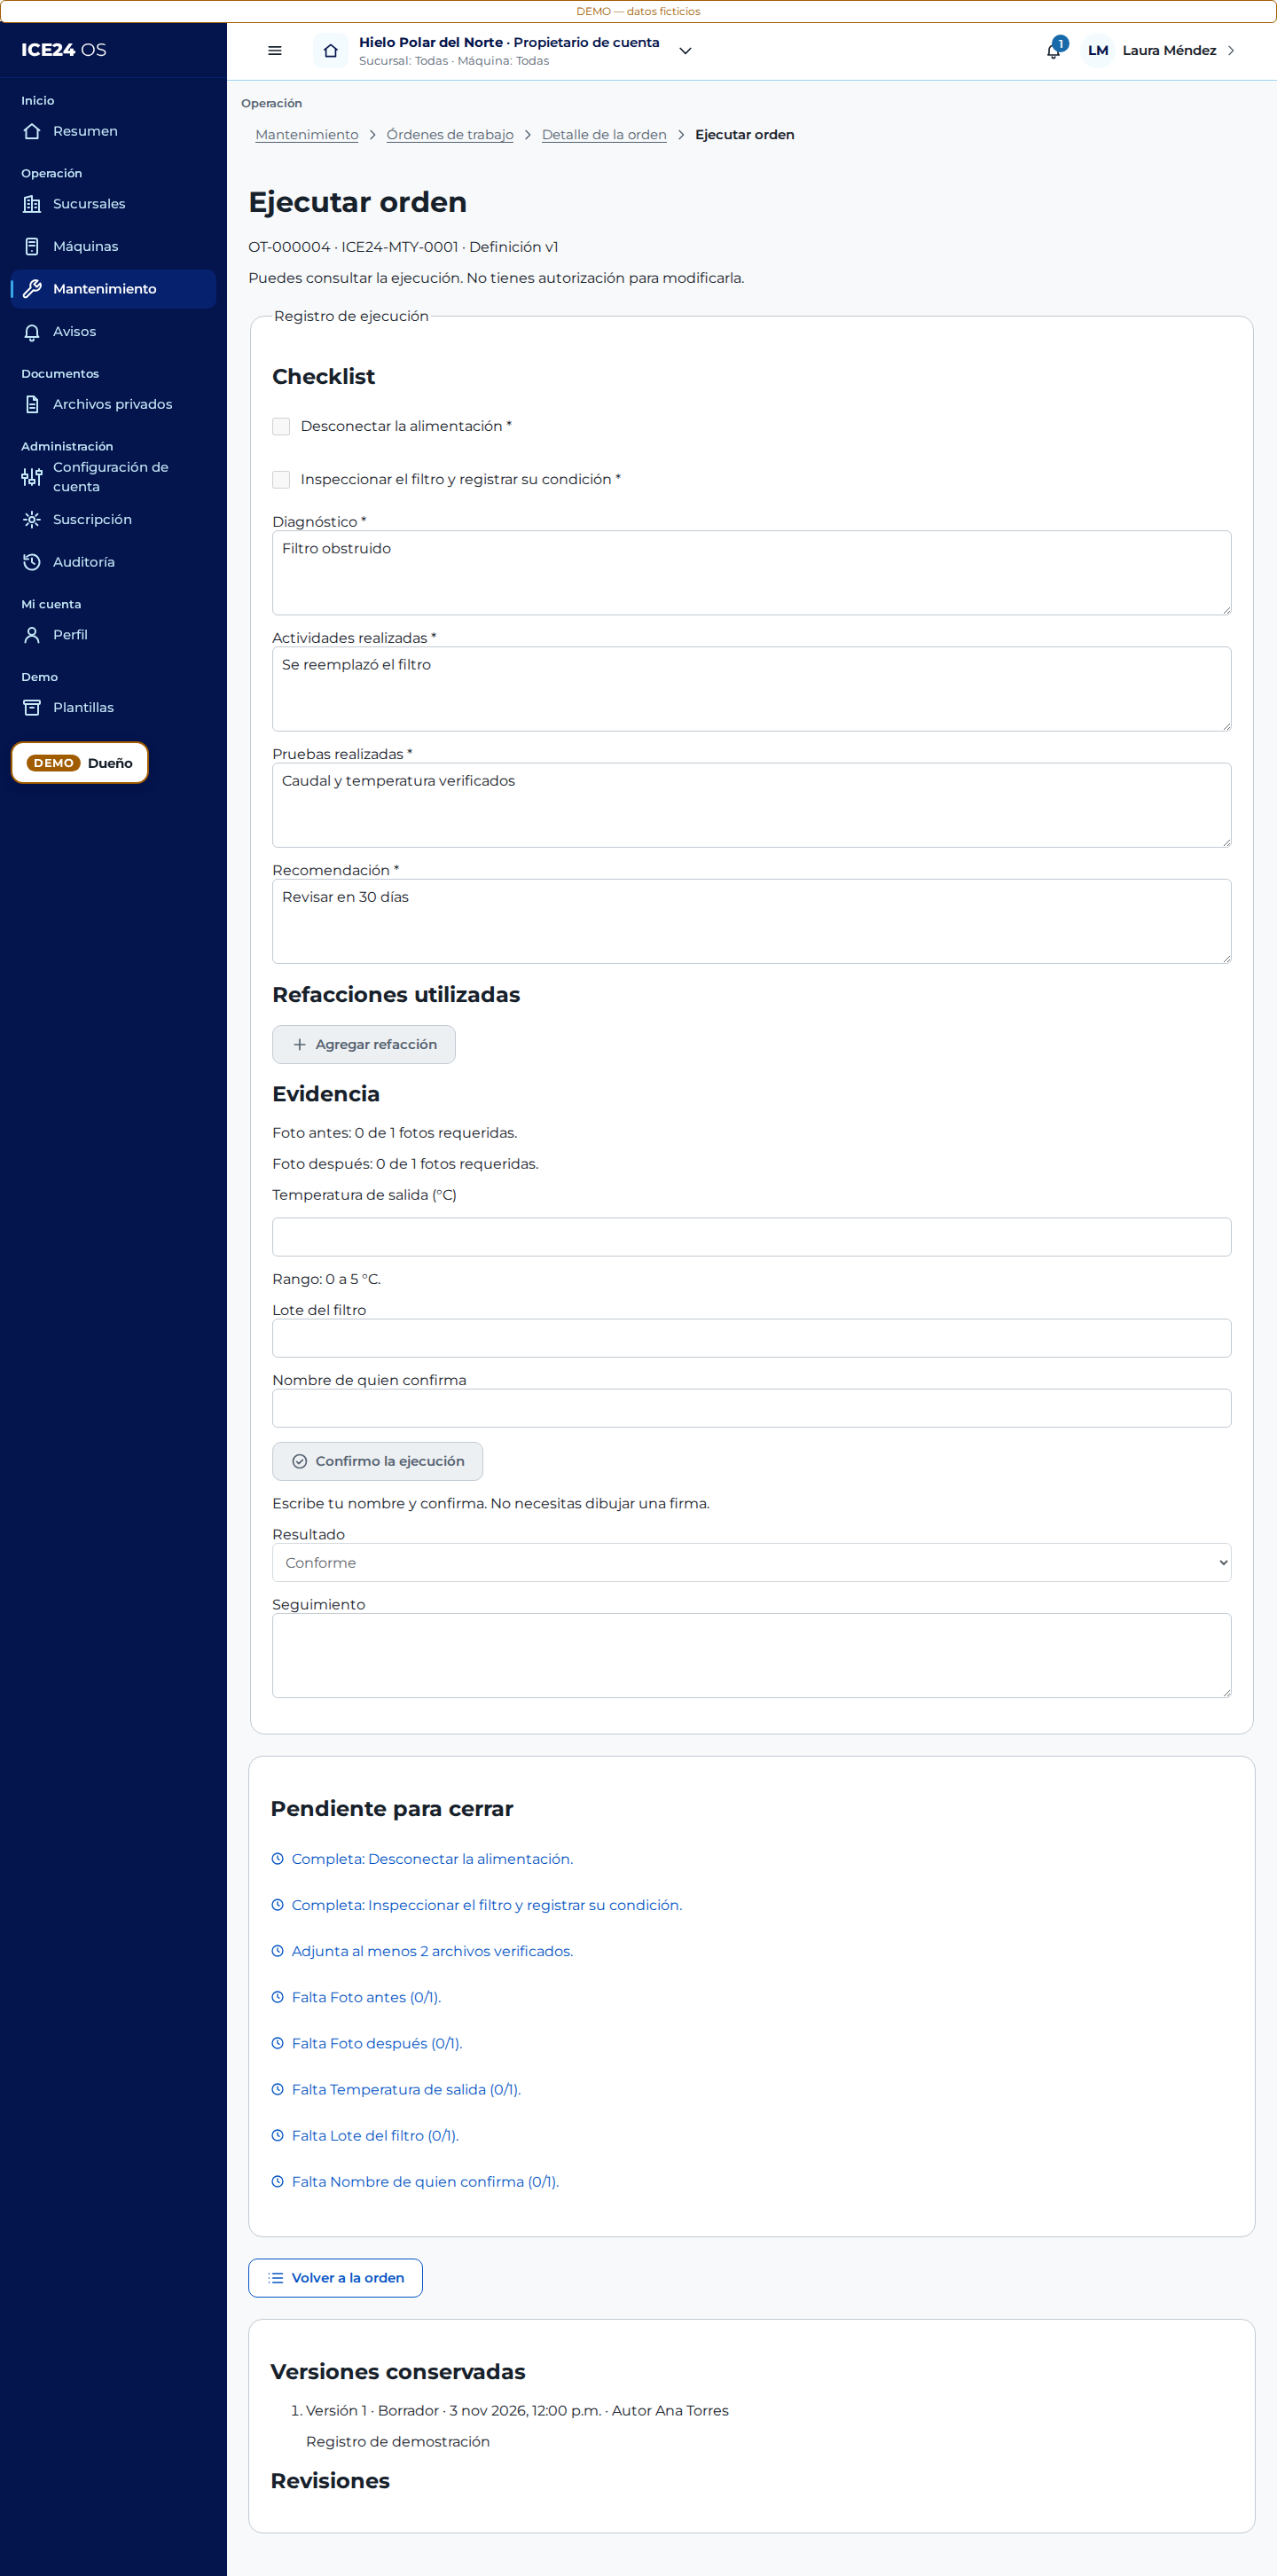 DEMO — datos ficticios
ICE24 OS
Inicio
Resumen
Operación
Sucursales
Máquinas
Mantenimiento
Avisos
Documentos
Archivos privados
Administración
Configuración de
cuenta
Suscripción
Auditoría
Mi cuenta
Perfil
Demo
Plantillas
DEMO Dueño
Hielo Polar del Norte · Propietario de cuenta
Sucursal: Todas · Máquina: Todas
1
LM Laura Méndez
Operación
Mantenimiento > Órdenes de trabajo > Detalle de la orden > Ejecutar orden
Ejecutar orden
OT-000004 · ICE24-MTY-0001 · Definición v1
Puedes consultar la ejecución. No tienes autorización para modificarla.
Registro de ejecución
Checklist
Desconectar la alimentación *
Inspeccionar el filtro y registrar su condición *
Diagnóstico *
Filtro obstruido
Actividades realizadas *
Se reemplazó el filtro
Pruebas realizadas *
Caudal y temperatura verificados
Recomendación *
Revisar en 30 días
Refacciones utilizadas
Agregar refacción
Evidencia
Foto antes: 0 de 1 fotos requeridas.
Foto después: 0 de 1 fotos requeridas.
Temperatura de salida (°C)
Rango: 0 a 5 °C.
Lote del filtro
Nombre de quien confirma
Confirmo la ejecución
Escribe tu nombre y confirma. No necesitas dibujar una firma.
Resultado
Conforme
Seguimiento
Pendiente para cerrar
Completa: Desconectar la alimentación.
Completa: Inspeccionar el filtro y registrar su condición.
Adjunta al menos 2 archivos verificados.
Falta Foto antes (0/1).
Falta Foto después (0/1).
Falta Temperatura de salida (0/1).
Falta Lote del filtro (0/1).
Falta Nombre de quien confirma (0/1).
Volver a la orden
Versiones conservadas
1. Versión 1 · Borrador · 3 nov 2026, 12:00 p.m. · Autor Ana Torres
Registro de demostración
Revisiones